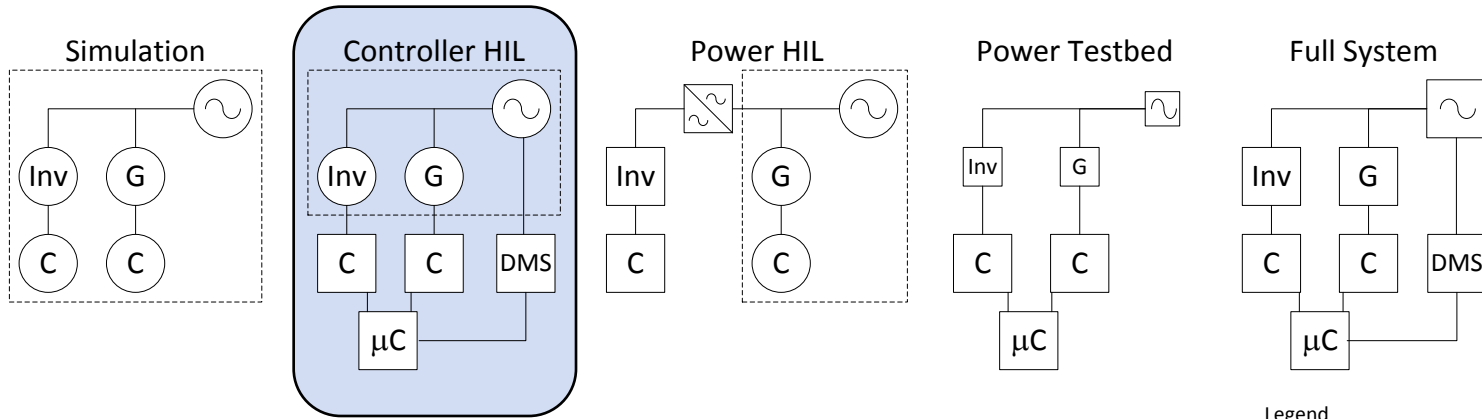 Simulation
Controller HIL
Power HIL
Power Testbed
Full System
Inv
G
Inv
G
Inv
G
Inv
G
Inv
G
C
C
C
C
DMS
C
C
C
C
C
C
DMS
μC
μC
μC
Legend